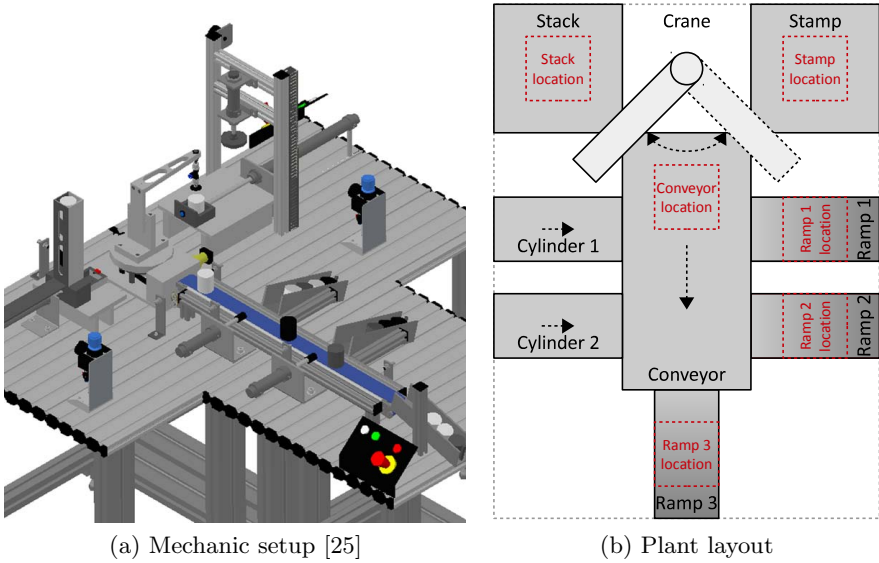 Stack
Crane
Stamp
Stack
location
Stamp
location
Conveyor
location
Cylinder 1
Ramp 1
location
Ramp 1
Cylinder 2
Ramp 2
location
Ramp 2
Conveyor
Ramp 3
location
Ramp 3
(a) Mechanic setup [25]
(b) Plant layout